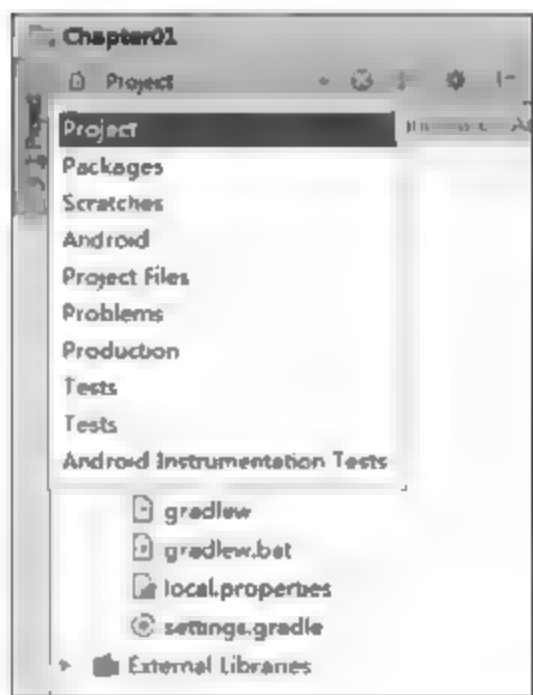 Chapter01
Project
Project
Packages
Scratches
Android
Project Files
Problems
Production
Tests
Tests
Android Instrumentation Tests
gradlew
gradlew.bat
local.properties
settings.gradle
External Libraries